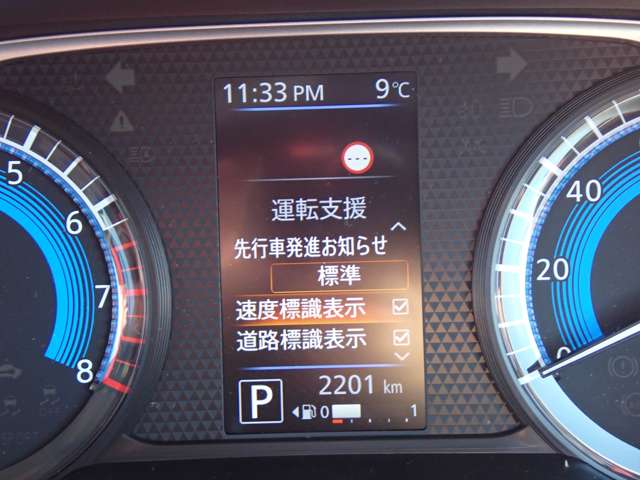 11:33 PM 9℃
---
運転支援
先行車発進お知らせ
標準
速度標識表示
道路標識表示
P 2201 km
0 1
5
6
7
8
40
20
0